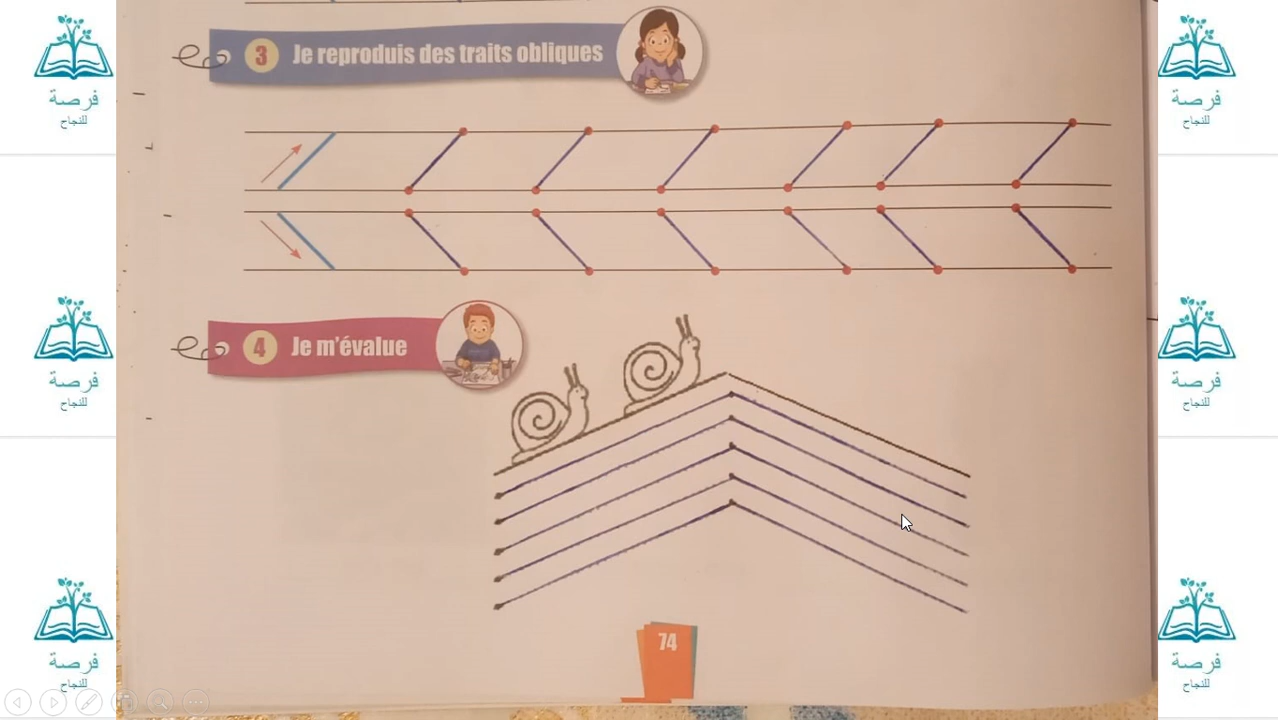 3 Je reproduis des traits obliques
4 Je m'évalue
74
فرصة
للنجاح
فرصة
للنجاح
فرصة
للنجاح
فرصة
للنجاح
فرصة
للنجاح
فرصة
للنجاح